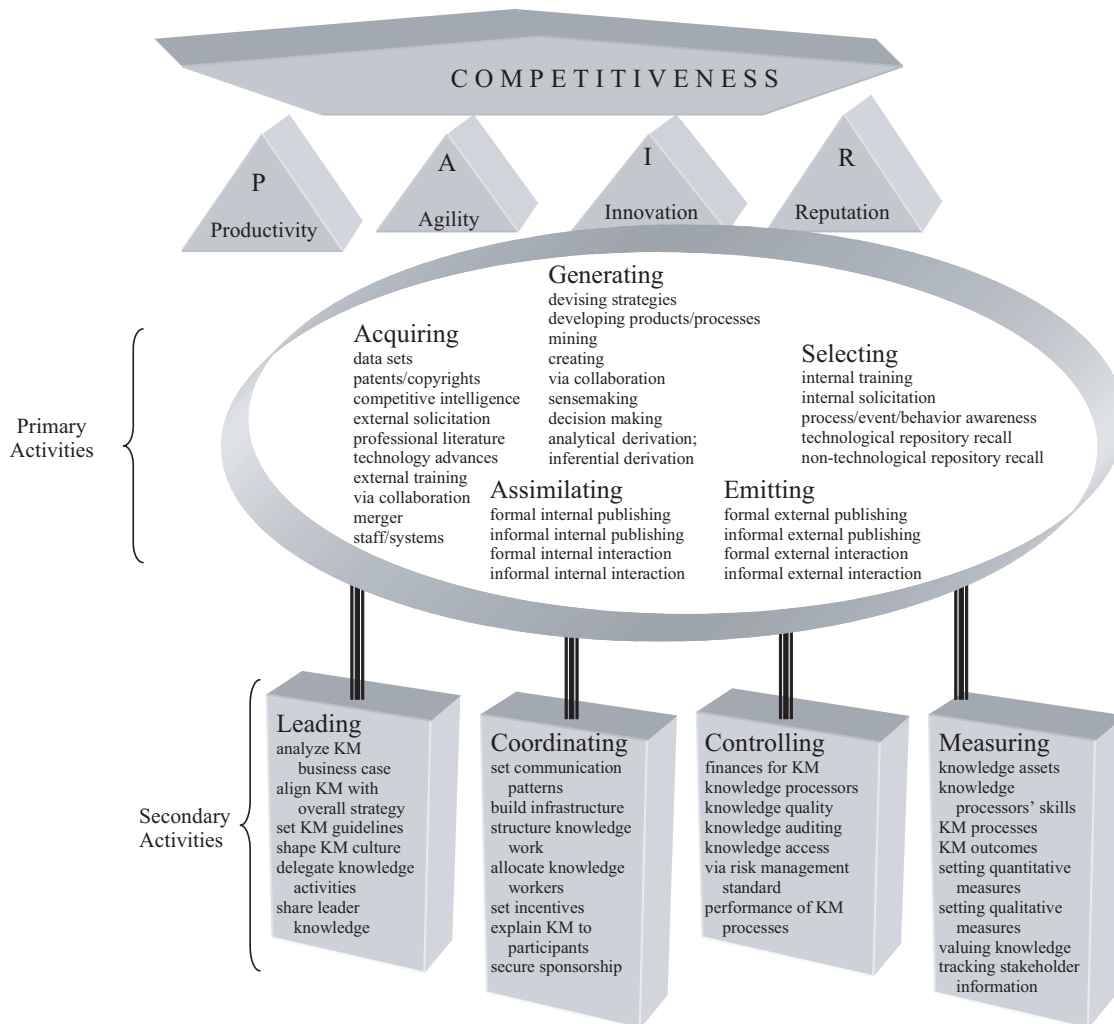 COMPETITIVENESS
P
Productivity
A
Agility
I
Innovation
R
Reputation
Primary
Activities
Generating
devising strategies
developing products/processes
mining
creating
via collaboration
sensemaking
decision making
analytical derivation;
inferential derivation
Acquiring
data sets
patents/copyrights
competitive intelligence
external solicitation
professional literature
technology advances
external training
via collaboration
merger
staff/systems
Selecting
internal training
internal solicitation
process/event/behavior awareness
technological repository recall
non-technological repository recall
Assimilating
formal internal publishing
informal internal publishing
formal internal interaction
informal internal interaction
Emitting
formal external publishing
informal external publishing
formal external interaction
informal external interaction
Secondary
Activities
Leading
analyze KM
business case
align KM with
overall strategy
set KM guidelines
shape KM culture
delegate knowledge
activities
share leader
knowledge
Coordinating
set communication
patterns
build infrastructure
structure knowledge
work
allocate knowledge
workers
set incentives
explain KM to
participants
secure sponsorship
Controlling
finances for KM
knowledge processors
knowledge quality
knowledge auditing
knowledge access
via risk management
standard
performance of KM
processes
Measuring
knowledge assets
knowledge
processors’ skills
KM processes
KM outcomes
setting quantitative
measures
setting qualitative
measures
valuing knowledge
tracking stakeholder
information